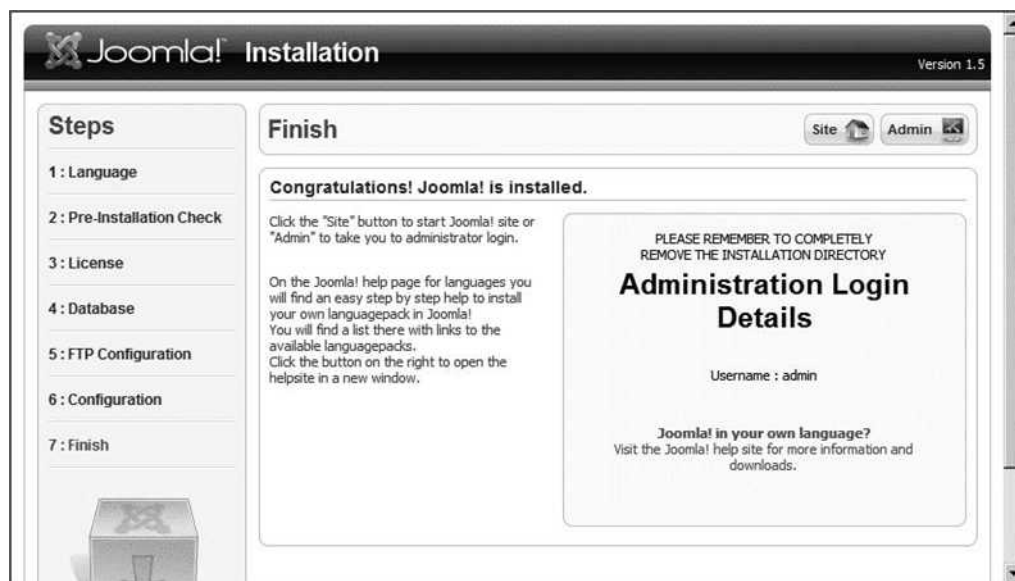 Joomla! Installation
Version 1.5
Steps
1 : Language
2 : Pre-Installation Check
3 : License
4 : Database
5 : FTP Configuration
6 : Configuration
7 : Finish
Finish
Site
Admin
Congratulations! Joomla! is installed.
Click the "Site" button to start Joomla! site or
"Admin" to take you to administrator login.
On the Joomla! help page for languages you
will find an easy step by step help to install
your own languagepack in Joomla!
You will find a list there with links to the
available languagepacks.
Click the button on the right to open the
helpsite in a new window.
PLEASE REMEMBER TO COMPLETELY
REMOVE THE INSTALLATION DIRECTORY
Administration Login
Details
Username : admin
Joomla! in your own language?
Visit the Joomla! help site for more information and
downloads.